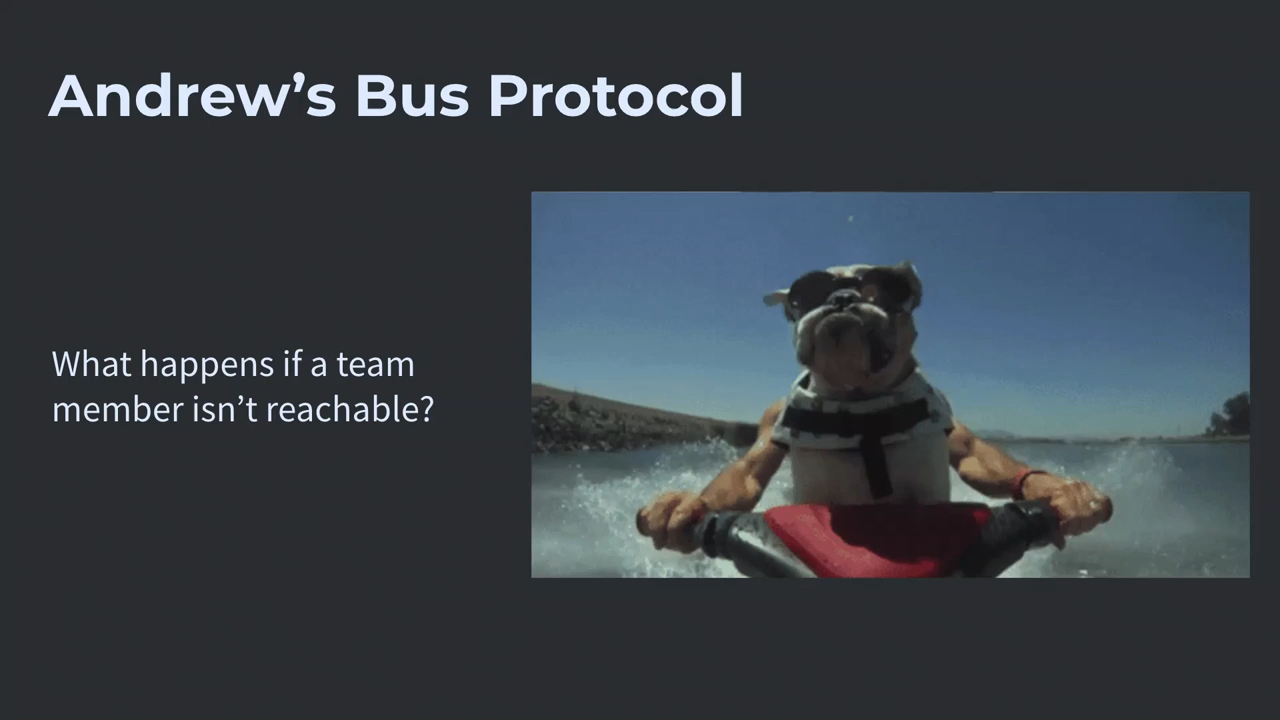 Andrew’s Bus Protocol
What happens if a team
member isn’t reachable?